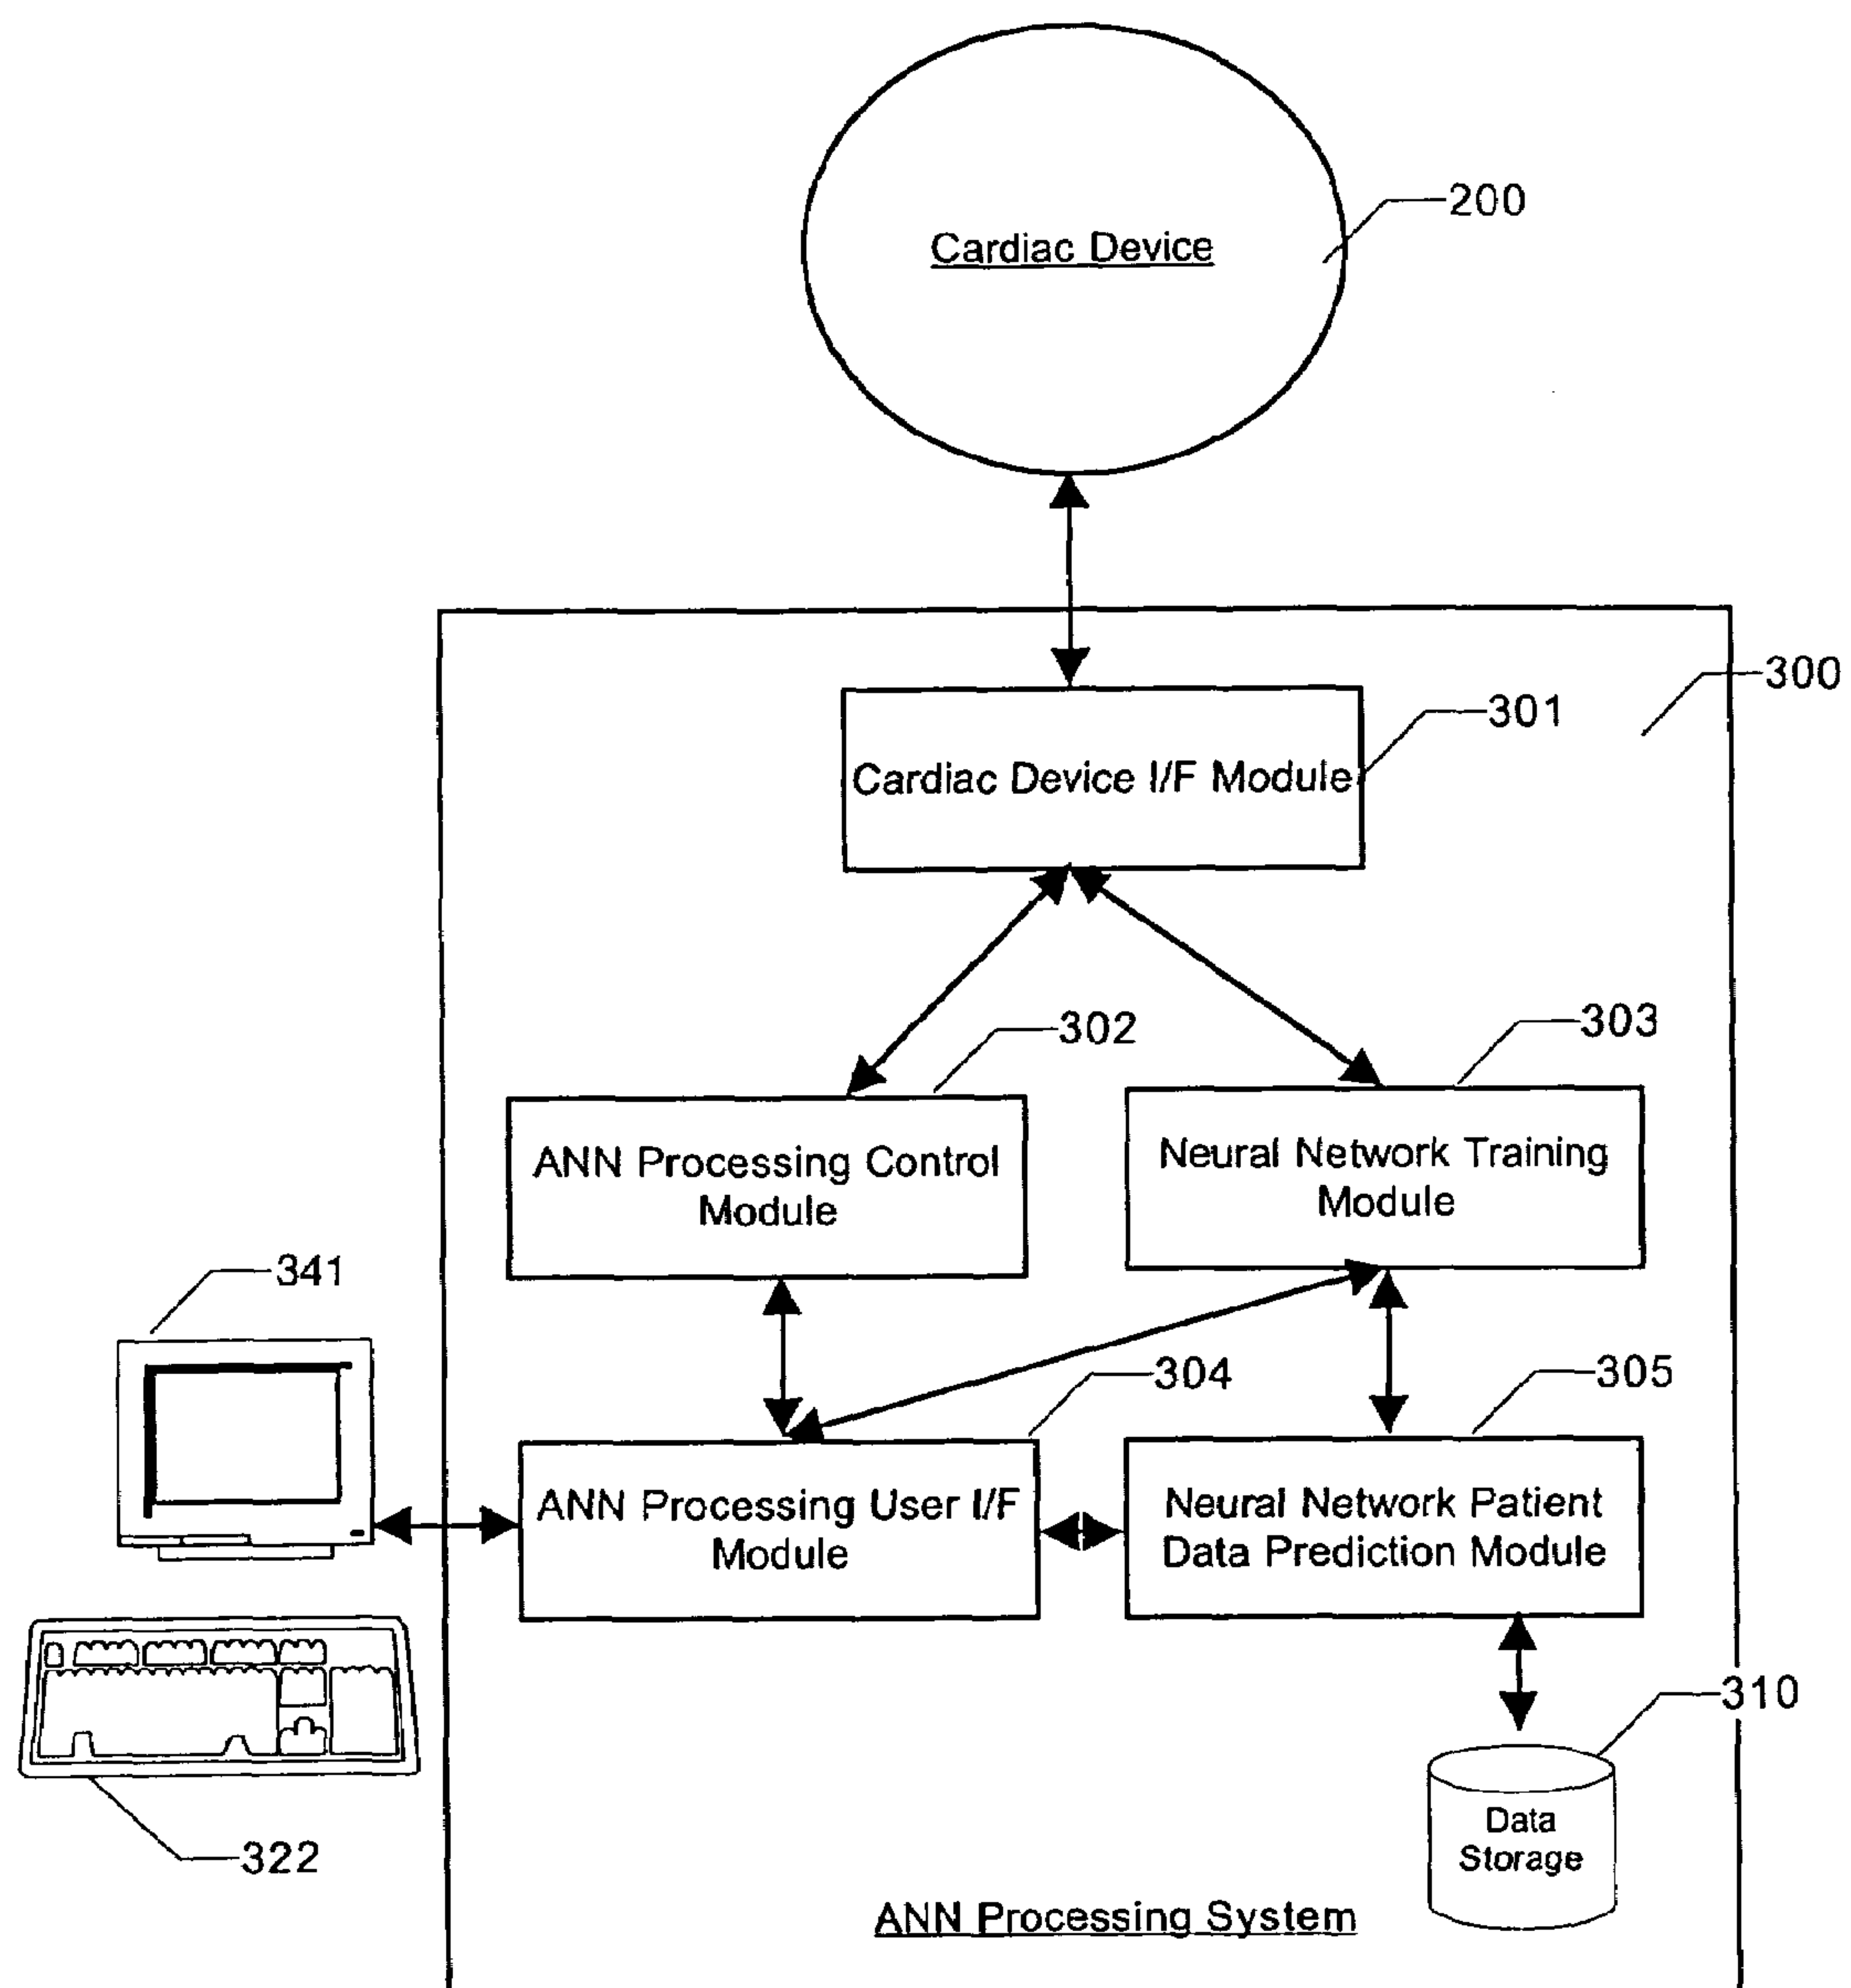 Cardiac Device
200
300
301
Cardiac Device I/F Module
302
303
ANN Processing Control
Module
Neural Network Training
Module
341
304
305
ANN Processing User I/F
Module
Neural Network Patient
Data Prediction Module
310
322
Data
Storage
ANN Processing System